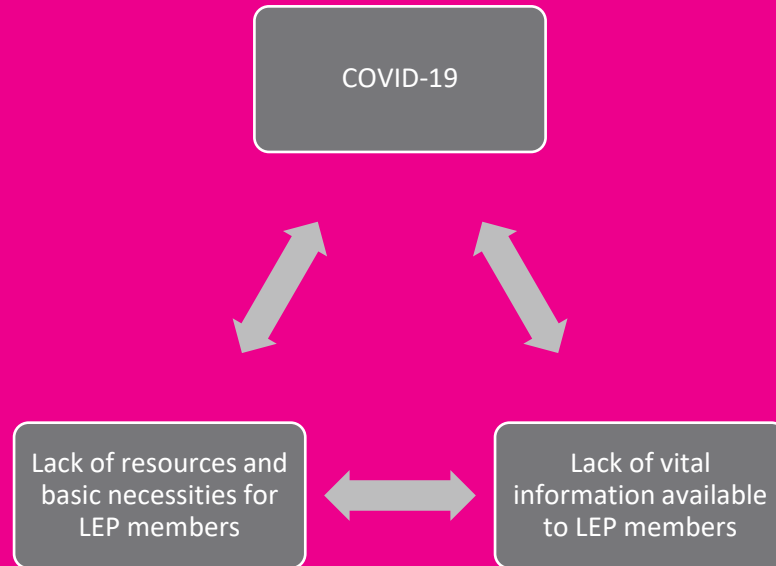 COVID-19
Lack of resources and
basic necessities for
LEP members
Lack of vital
information available
to LEP members